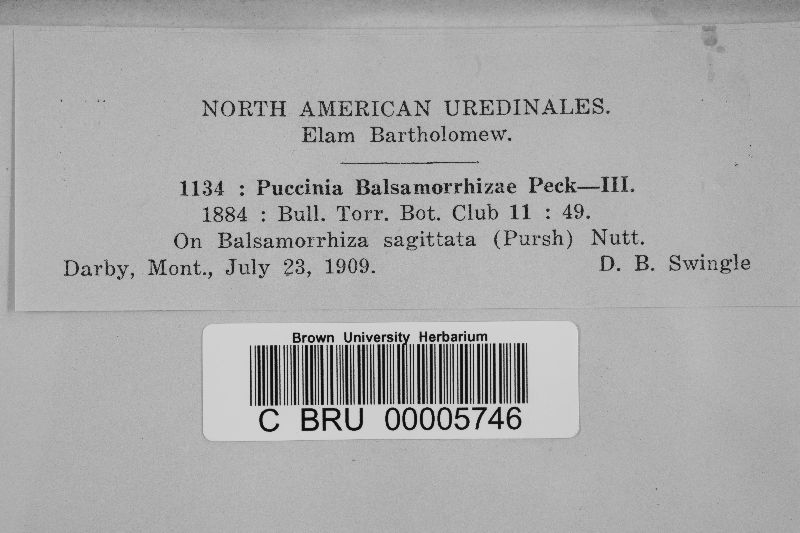 NORTH AMERICAN UREDINALES.
Elam Bartholomew.
1134 : Puccinia Balsamorrhizae Peck—III.
1884 : Bull. Torr. Bot. Club 11 : 49.
On Balsamorrhiza sagittata (Pursh) Nutt.
Darby, Mont., July 23, 1909. D. B. Swingle
Brown University Herbarium
C BRU 00005746